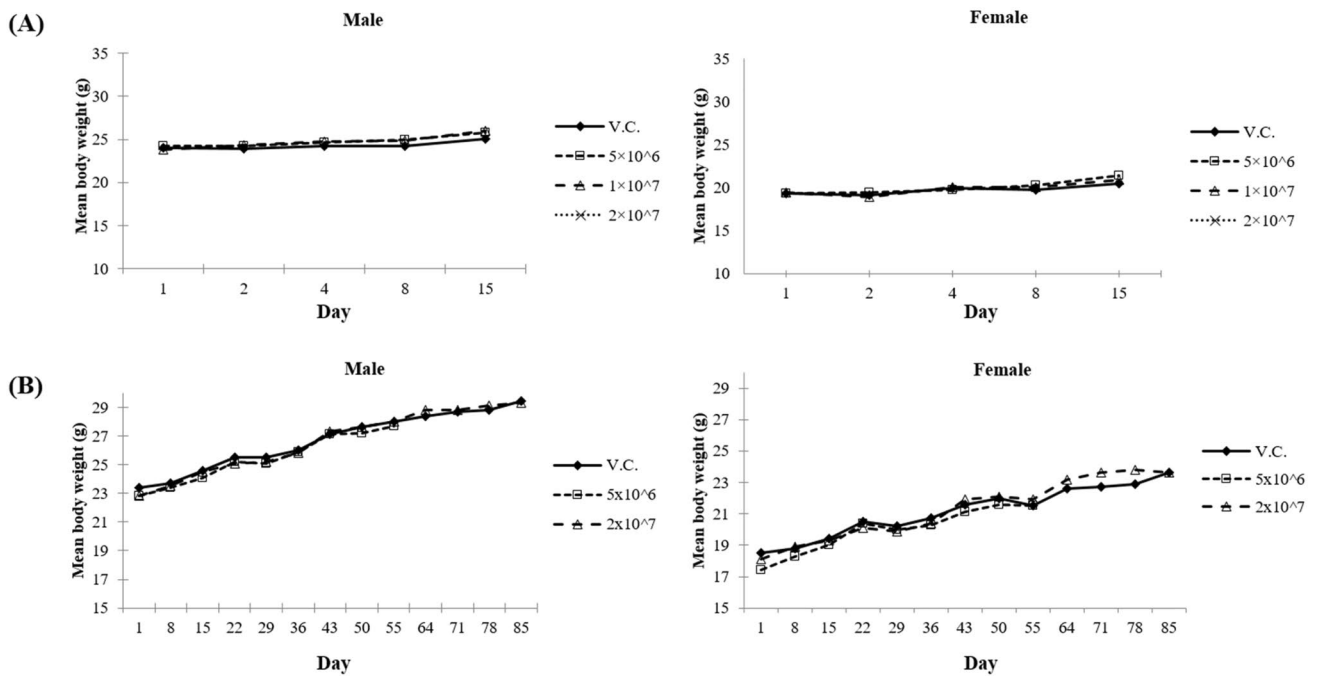 (A)
Male
Mean body weight (g)
35
30
25
20
15
10
1 2 4 8 15
Day
V.C.
5×10^6
1×10^7
2×10^7
Female
Mean body weight (g)
35
30
25
20
15
10
1 2 4 8 15
Day
V.C.
5×10^6
1×10^7
2×10^7
(B)
Male
Mean body weight (g)
29
27
25
23
21
19
17
15
1 8 15 22 29 36 43 50 55 64 71 78 85
Day
V.C.
5x10^6
2x10^7
Female
Mean body weight (g)
29
27
25
23
21
19
17
15
1 8 15 22 29 36 43 50 55 64 71 78 85
Day
V.C.
5x10^6
2x10^7